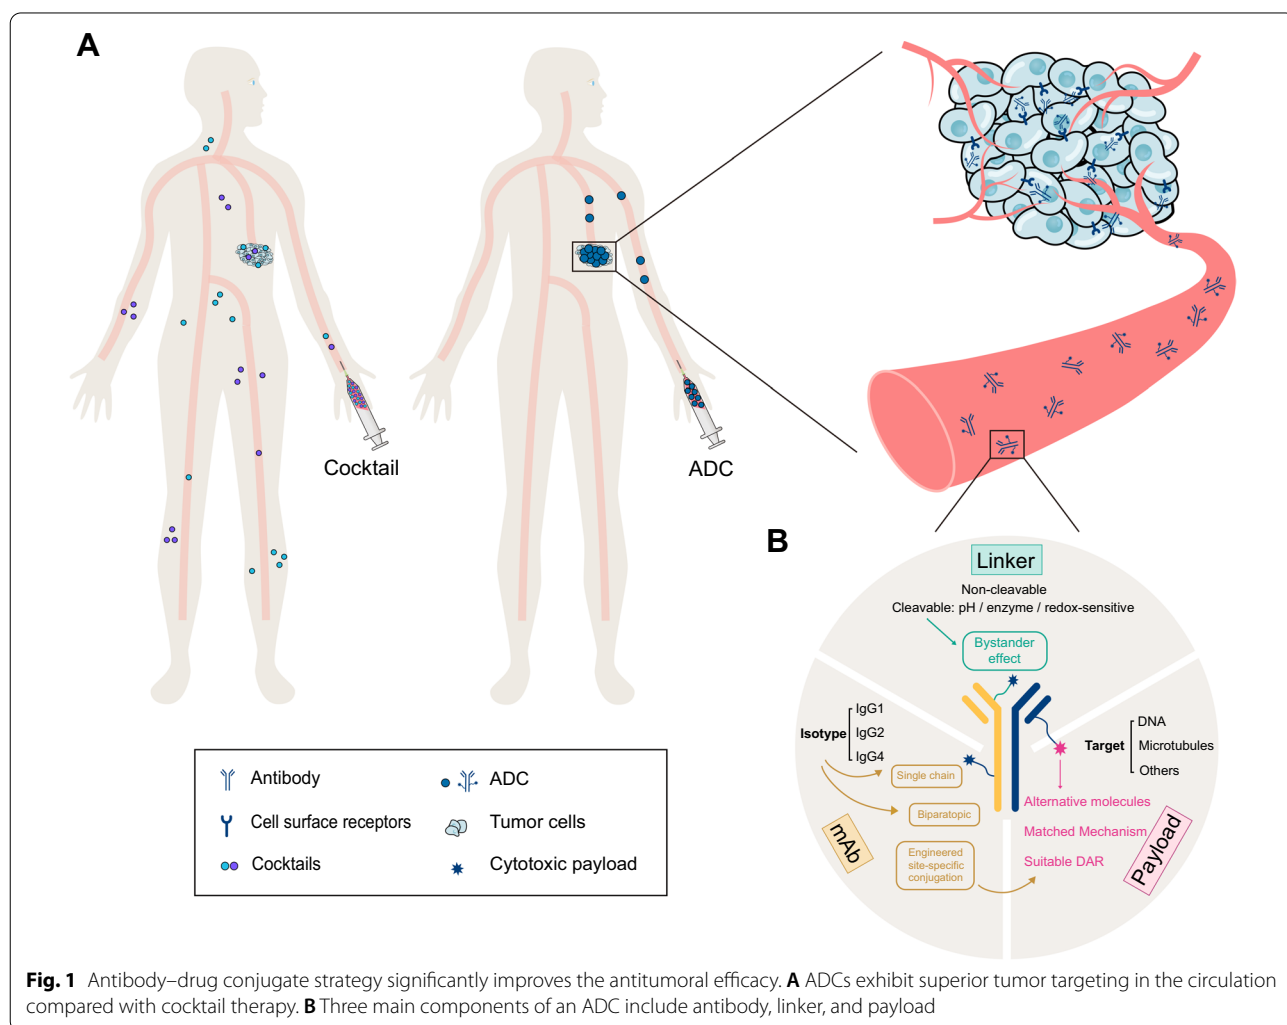 A
Cocktail
ADC
B
Linker
Non-cleavable
Cleavable: pH / enzyme / redox-sensitive
Bystander
effect
Isotype
IgG1
IgG2
IgG4
Single chain
Biparatopic
Engineered
site-specific
conjugation
mAb
Target
DNA
Microtubules
Others
Alternative molecules
Matched Mechanism
Suitable DAR
Payload
Antibody
ADC
Cell surface receptors
Tumor cells
Cocktails
Cytotoxic payload
Fig. 1 Antibody–drug conjugate strategy significantly improves the antitumoral efficacy. A ADCs exhibit superior tumor targeting in the circulation
compared with cocktail therapy. B Three main components of an ADC include antibody, linker, and payload